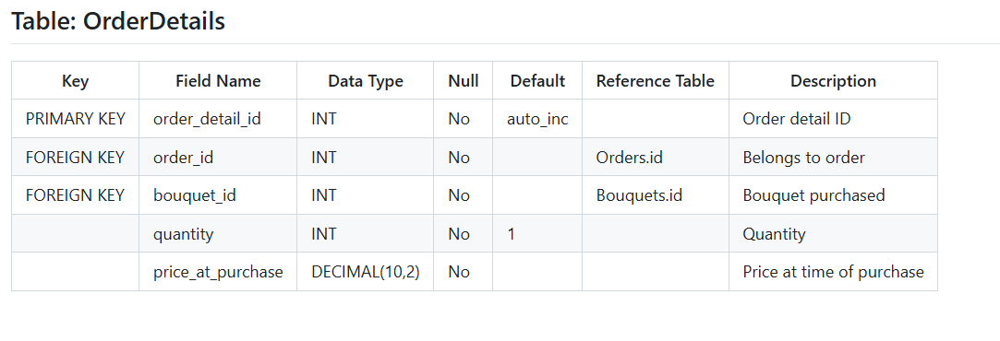 Table: OrderDetails
Key Field Name Data Type Null Default Reference Table Description
PRIMARY KEY order_detail_id INT No auto_inc Order detail ID
FOREIGN KEY order_id INT No Orders.id Belongs to order
FOREIGN KEY bouquet_id INT No Bouquets.id Bouquet purchased
quantity INT No 1 Quantity
price_at_purchase DECIMAL(10,2) No Price at time of purchase